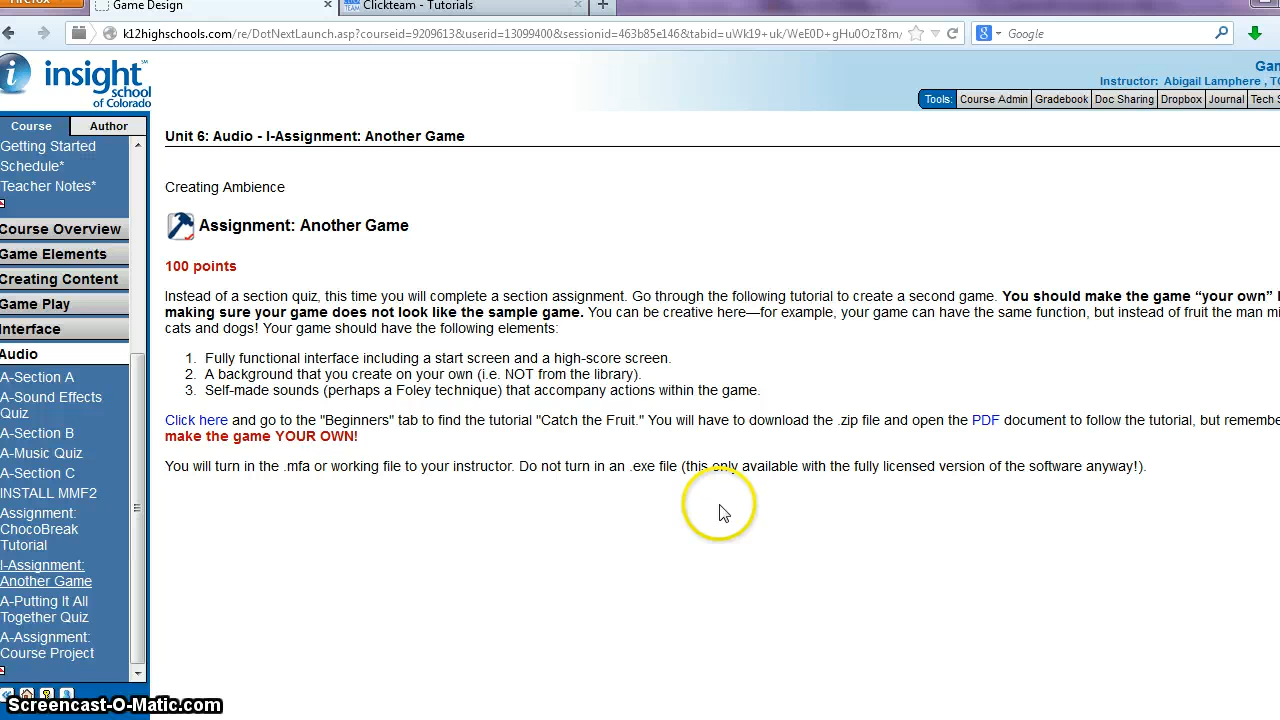 Firefox
Game Design
Clickteam - Tutorials
k12highschools.com/re/DotNextLaunch.asp?courseid=9209613&userid=13099400&sessionid=463b85e146&tabid=uWk19+uk/WeE0D+gHu0OzT8m/
Google
insight
school
of Colorado
SM
Gam
Instructor: Abigail Lamphere , TO
Tools: Course Admin Gradebook Doc Sharing Dropbox Journal Tech S
Course Author
Getting Started
Schedule*
Teacher Notes*
Course Overview
Game Elements
Creating Content
Game Play
Interface
Audio
A-Section A
A-Sound Effects
Quiz
A-Section B
A-Music Quiz
A-Section C
INSTALL MMF2
Assignment:
ChocoBreak
Tutorial
I-Assignment:
Another Game
A-Putting It All
Together Quiz
A-Assignment:
Course Project
Unit 6: Audio - I-Assignment: Another Game
Creating Ambience
Assignment: Another Game
100 points
Instead of a section quiz, this time you will complete a section assignment. Go through the following tutorial to create a second game. You should make the game “your own”
making sure your game does not look like the sample game. You can be creative here—for example, your game can have the same function, but instead of fruit the man mi
cats and dogs! Your game should have the following elements:
1. Fully functional interface including a start screen and a high-score screen.
2. A background that you create on your own (i.e. NOT from the library).
3. Self-made sounds (perhaps a Foley technique) that accompany actions within the game.
Click here and go to the "Beginners" tab to find the tutorial "Catch the Fruit." You will have to download the .zip file and open the PDF document to follow the tutorial, but remembe
make the game YOUR OWN!
You will turn in the .mfa or working file to your instructor. Do not turn in an .exe file (this only available with the fully licensed version of the software anyway!).
Screencast-O-Matic.com